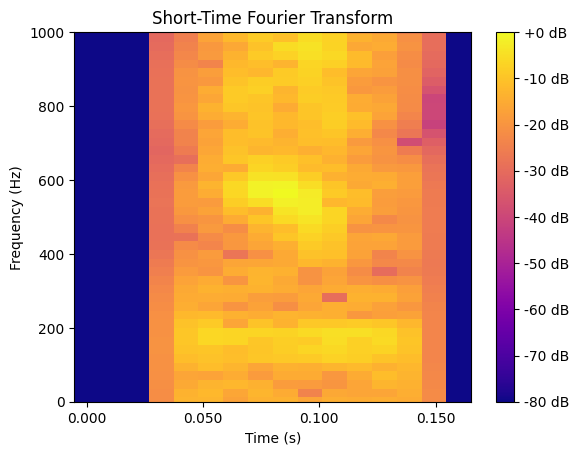 Short-Time Fourier Transform
1000
800
600
400
200
0
Frequency (Hz)
0.000
0.050
0.100
0.150
Time (s)
+0 dB
-10 dB
-20 dB
-30 dB
-40 dB
-50 dB
-60 dB
-70 dB
-80 dB